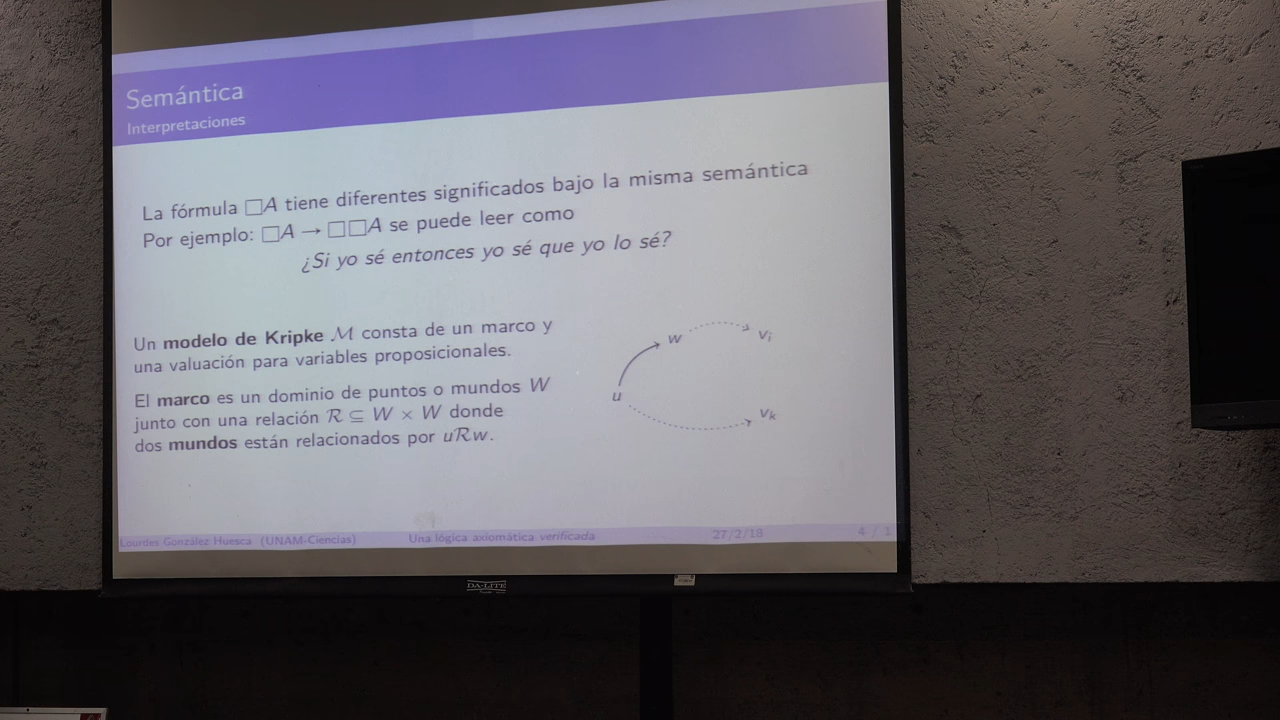 Semántica
Interpretaciones
La fórmula □A tiene diferentes significados bajo la misma semántica
Por ejemplo: □A → □□A se puede leer como
¿Si yo sé entonces yo sé que yo lo sé?
Un modelo de Kripke ℳ consta de un marco y
una valuación para variables proposicionales.
El marco es un dominio de puntos o mundos W
junto con una relación ℛ ⊆ W × W donde
dos mundos están relacionados por uℛw.
w
v_i
u
v_k
Lourdes González Huesca (UNAM-Ciencias) Una lógica axiomática verificada 27/2/18 4 / 1
DA-LITE